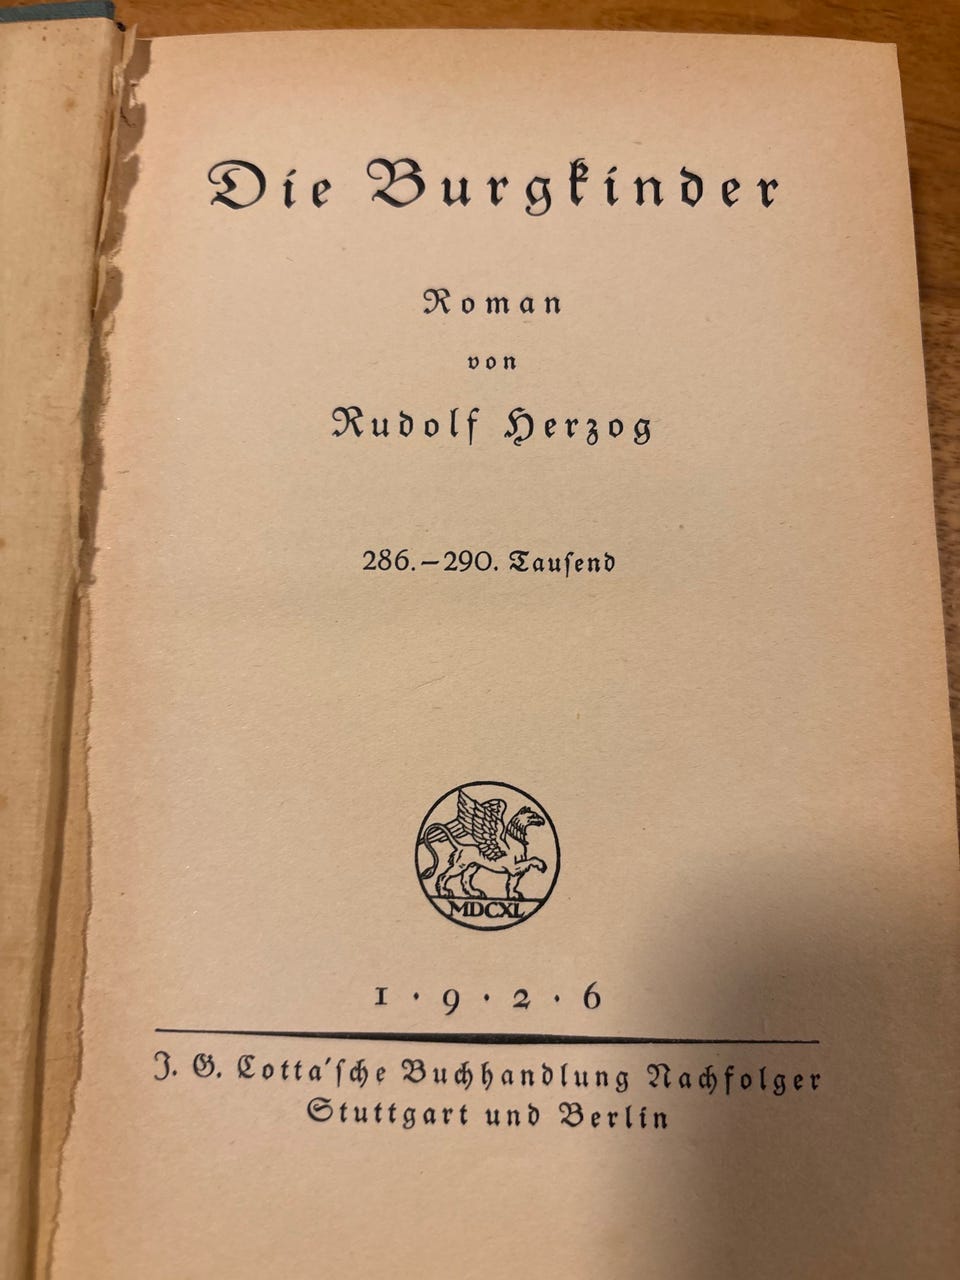 Die Burgkinder
Roman
von
Rudolf Herzog
286.–290. Tauſend
MDCXL
1 · 9 · 2 · 6
J. G. Cotta'ſche Buchhandlung Nachfolger
Stuttgart und Berlin